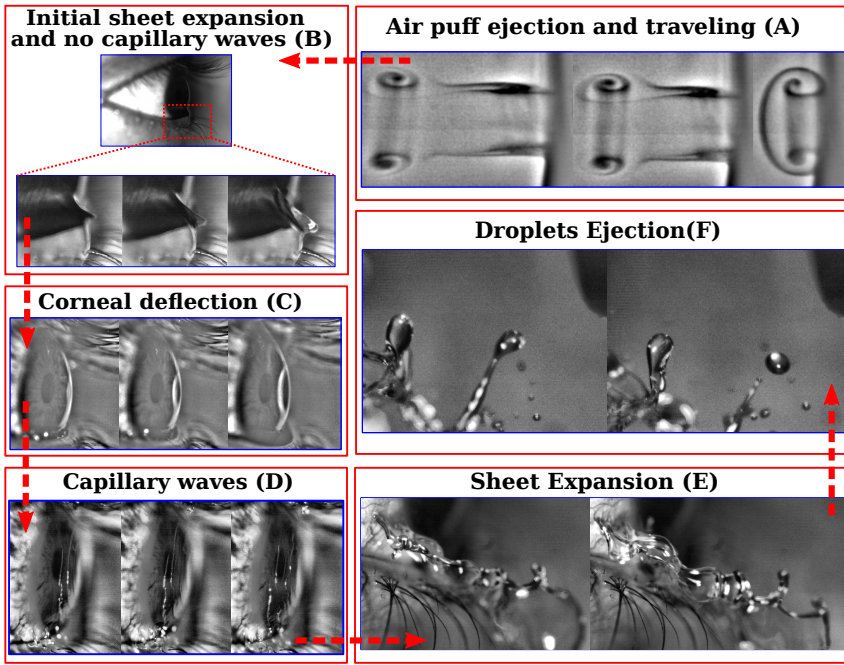 Initial sheet expansion
and no capillary waves (B)
Air puff ejection and traveling (A)
Droplets Ejection(F)
Corneal deflection (C)
Capillary waves (D)
Sheet Expansion (E)